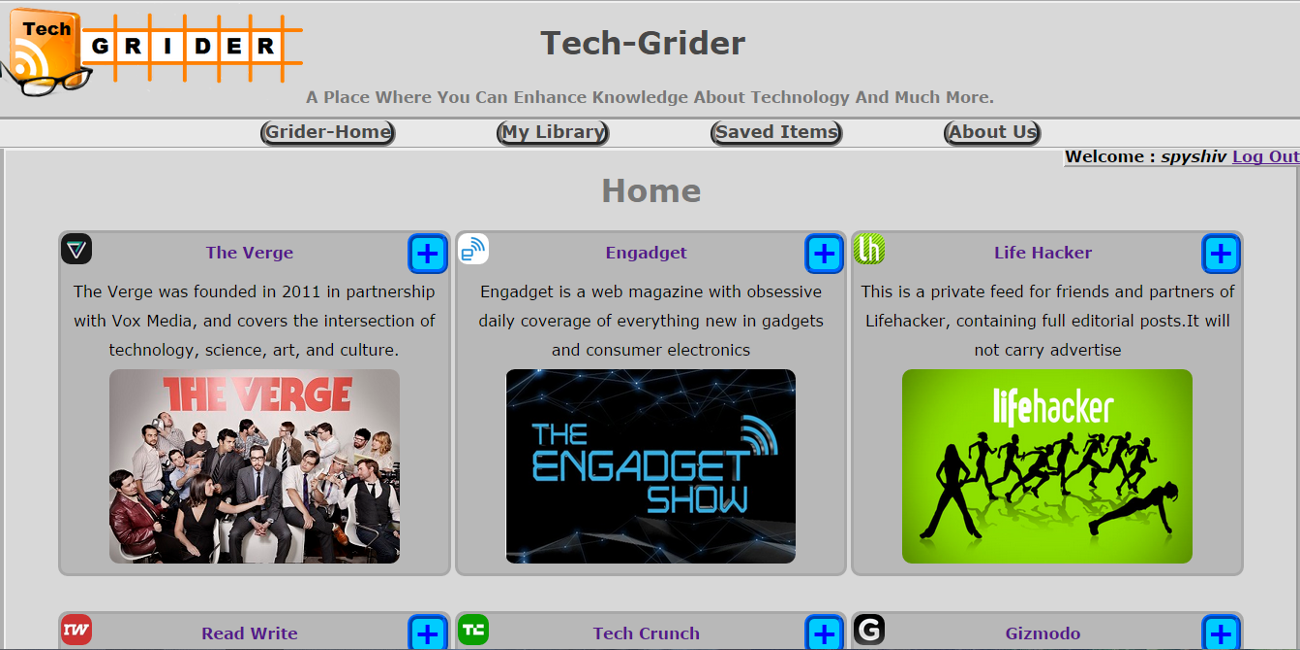 Tech
GRIDER
Tech-Grider
A Place Where You Can Enhance Knowledge About Technology And Much More.
Grider-Home My Library Saved Items About Us
Welcome : spyshiv Log Out
Home
The Verge +
The Verge was founded in 2011 in partnership
with Vox Media, and covers the intersection of
technology, science, art, and culture.
THE VERGE
e Engadget +
Engadget is a web magazine with obsessive
daily coverage of everything new in gadgets
and consumer electronics
THE
ENGADGET
SHOW
lh Life Hacker +
This is a private feed for friends and partners of
Lifehacker, containing full editorial posts.It will
not carry advertise
lifehacker
rw Read Write +
TC Tech Crunch +
G Gizmodo +